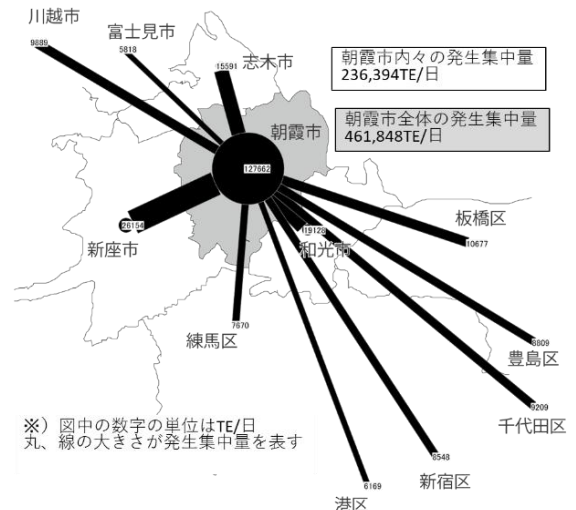 川越市
9889
富士見市
5818
志木市
15591
朝霞市内々の発生集中量
236,394TE/日
朝霞市全体の発生集中量
461,848TE/日
朝霞市
127662
26154
新座市
19128
和光市
板橋区
10677
練馬区
7670
8809
豊島区
9209
千代田区
8548
新宿区
6169
港区
※）図中の数字の単位はTE/日
丸、線の大きさが発生集中量を表す